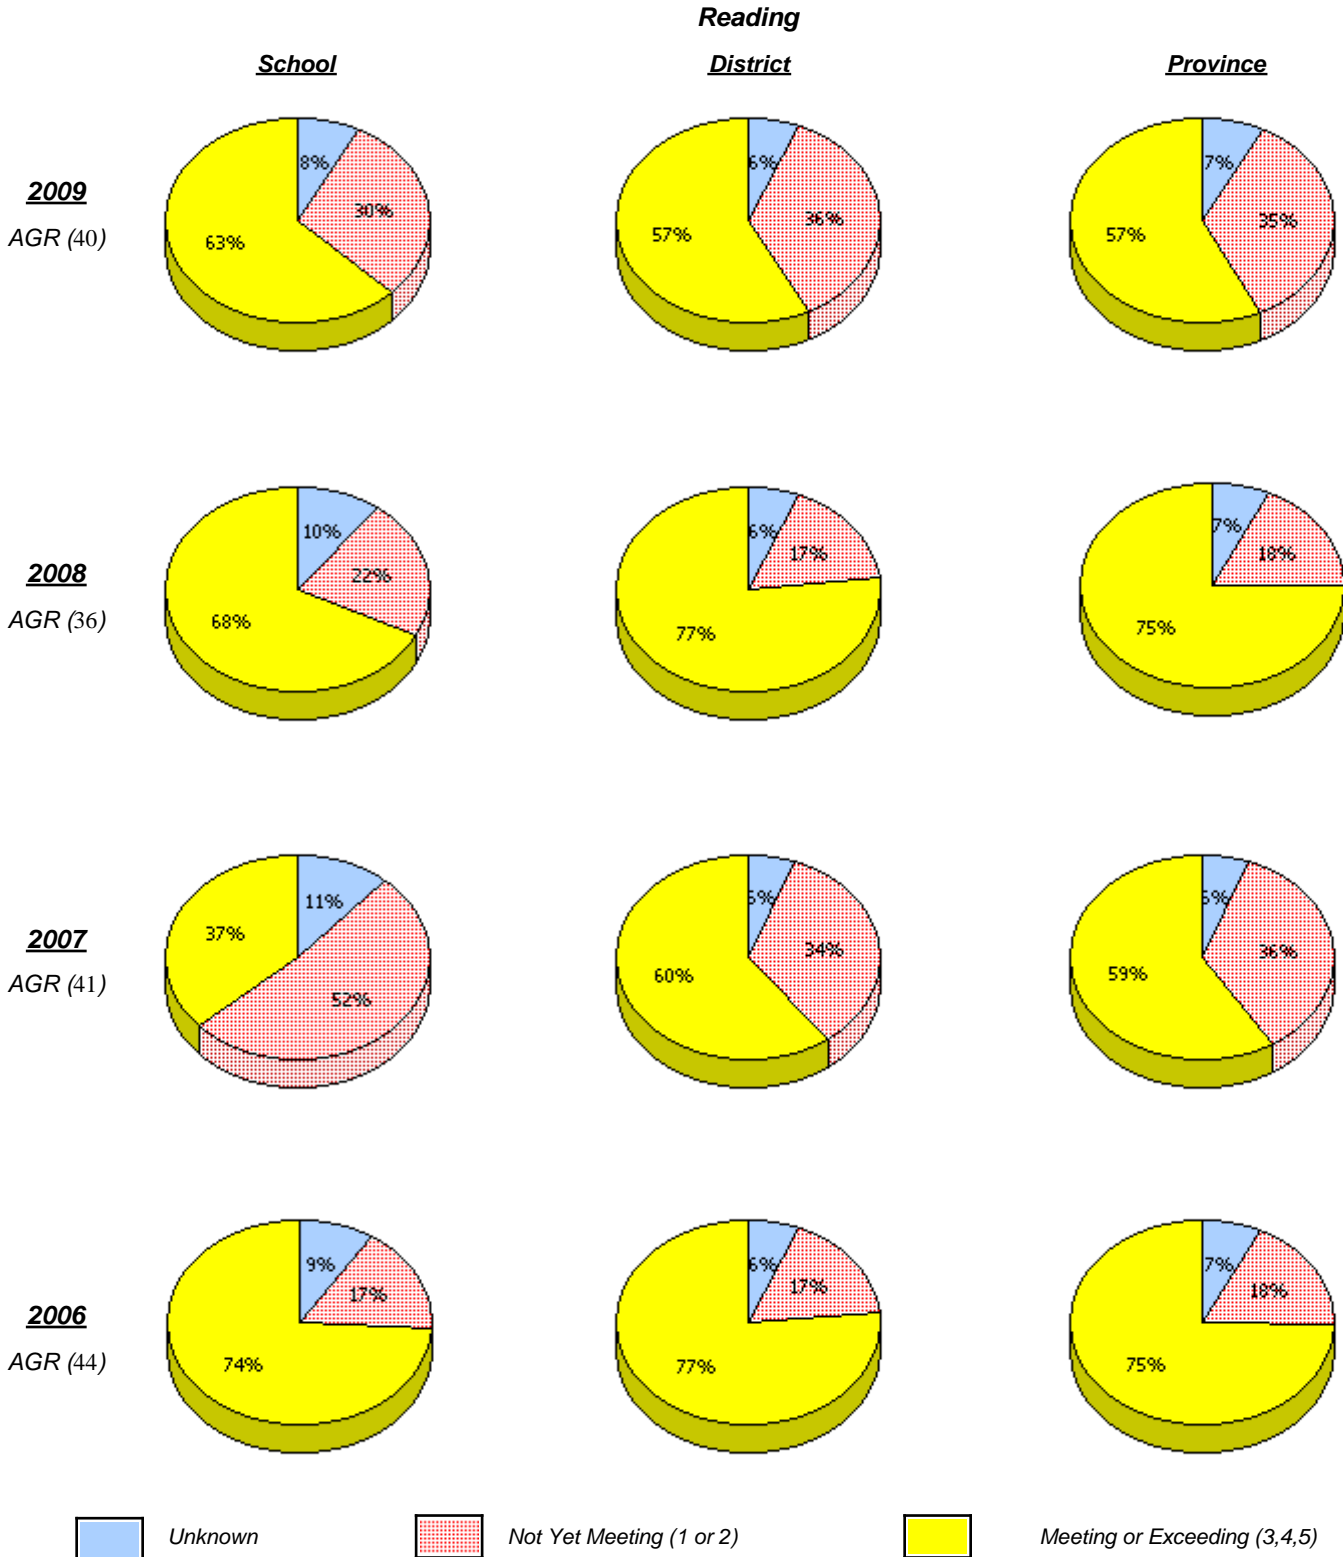 Reading
School District Province
8% 6% 7%
2009 30% 36% 35%
AGR (40) 63% 57% 57%
10% 6% 7%
2008 22% 17% 18%
AGR (36) 68% 77% 75%
11%
2007 37% 34% 36%
AGR (41) 52% 60% 59%
9% 6% 7%
2006 17% 17% 18%
AGR (44) 74% 77% 75%
Unknown Not Yet Meeting (1 or 2) Meeting or Exceeding (3,4,5)